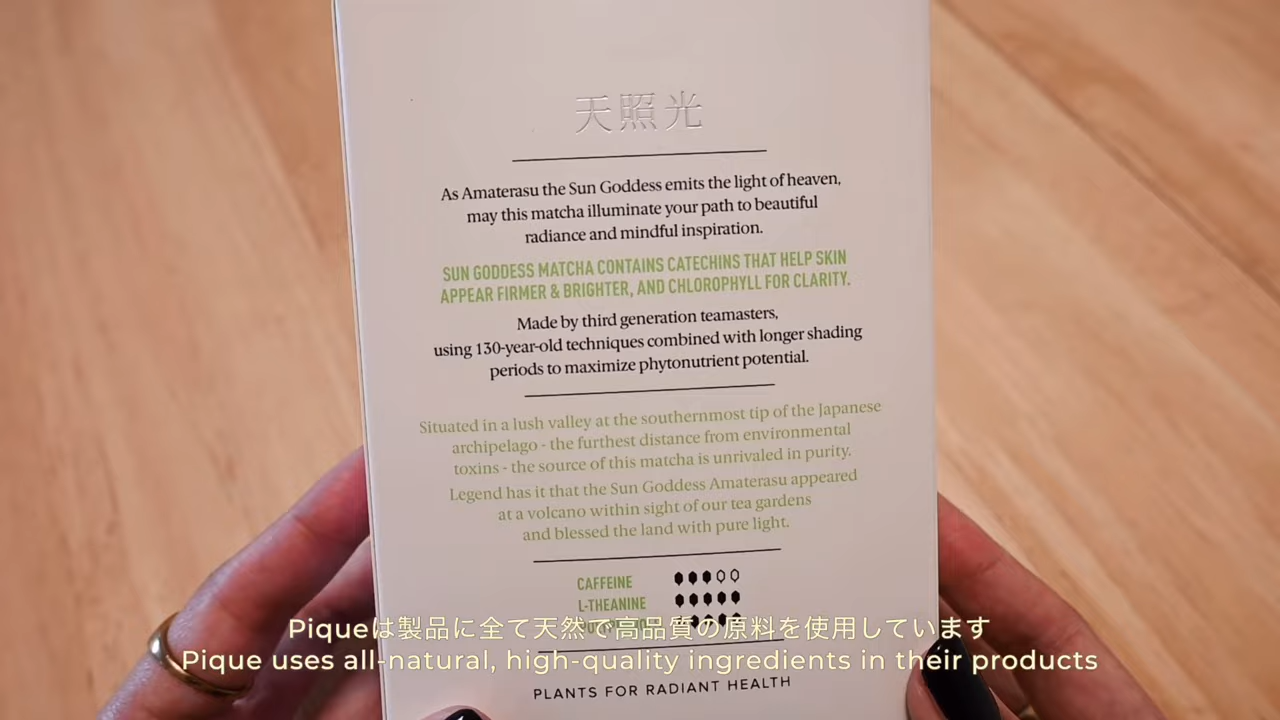 天照光
As Amaterasu the Sun Goddess emits the light of heaven,
may this matcha illuminate your path to beautiful
radiance and mindful inspiration.
SUN GODDESS MATCHA CONTAINS CATECHINS THAT HELP SKIN
APPEAR FIRMER & BRIGHTER, AND CHLOROPHYLL FOR CLARITY.
Made by third generation teamasters,
using 130-year-old techniques combined with longer shading
periods to maximize phytonutrient potential.
Situated in a lush valley at the southernmost tip of the Japanese
archipelago - the furthest distance from environmental
toxins - the source of this matcha is unrivaled in purity.
Legend has it that the Sun Goddess Amaterasu appeared
at a volcano within sight of our tea gardens
and blessed the land with pure light.
CAFFEINE
L-THEANINE
Piqueは製品に全て天然で高品質の原料を使用しています
Pique uses all-natural, high-quality ingredients in their products
PLANTS FOR RADIANT HEALTH